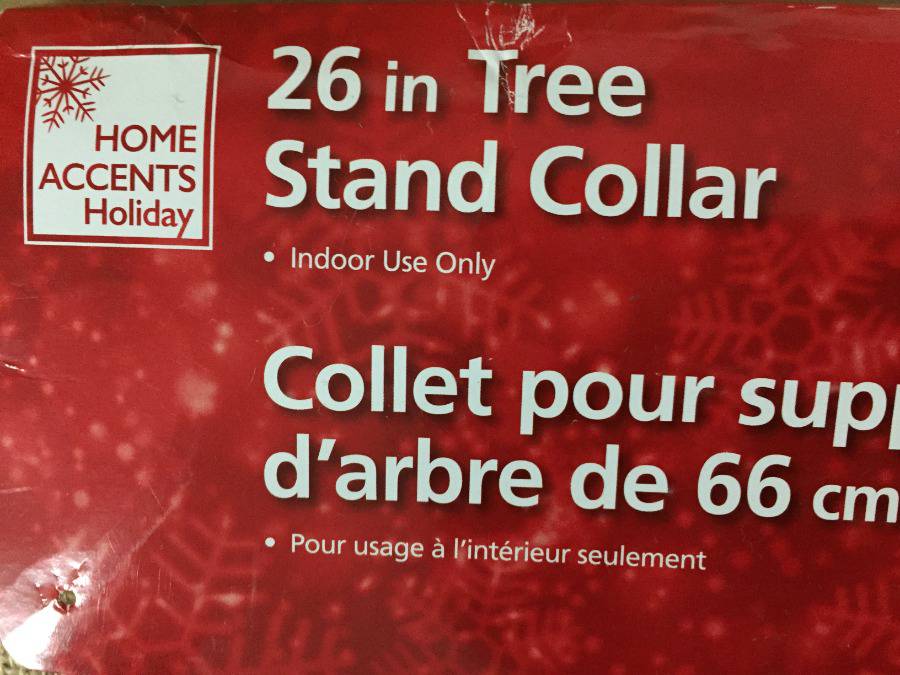 HOME
ACCENTS
Holiday
26 in Tree
Stand Collar
• Indoor Use Only
Collet pour
d'arbre de 66 cm
• Pour usage à l'intérieur seulement